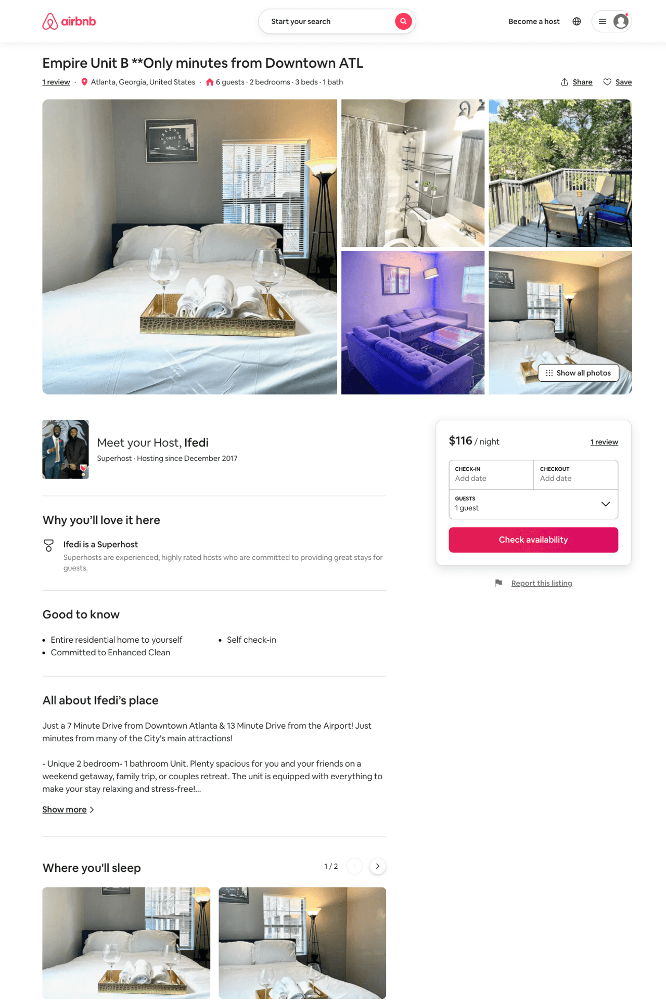 airbnb
Start your search
Become a host
Empire Unit B **Only minutes from Downtown ATL
1 review · Atlanta, Georgia, United States · 6 guests · 2 bedrooms · 3 beds · 1 bath
Share
Save
FREEDOM
CAFE
Show all photos
Meet your Host, Ifedi
Superhost · Hosting since December 2017
$116 / night
1 review
CHECK-IN
Add date
CHECKOUT
Add date
GUESTS
1 guest
Check availability
Report this listing
Why you’ll love it here
Ifedi is a Superhost
Superhosts are experienced, highly rated hosts who are committed to providing great stays for
guests.
Good to know
• Entire residential home to yourself
• Self check-in
• Committed to Enhanced Clean
All about Ifedi’s place
Just a 7 Minute Drive from Downtown Atlanta & 13 Minute Drive from the Airport! Just
minutes from many of the City's main attractions!
- Unique 2 bedroom- 1 bathroom Unit. Plenty spacious for you and your friends on a
weekend getaway, family trip, or couples retreat. The unit is equipped with everything to
make your stay relaxing and stress-free!...
Show more
Where you'll sleep
1 / 2